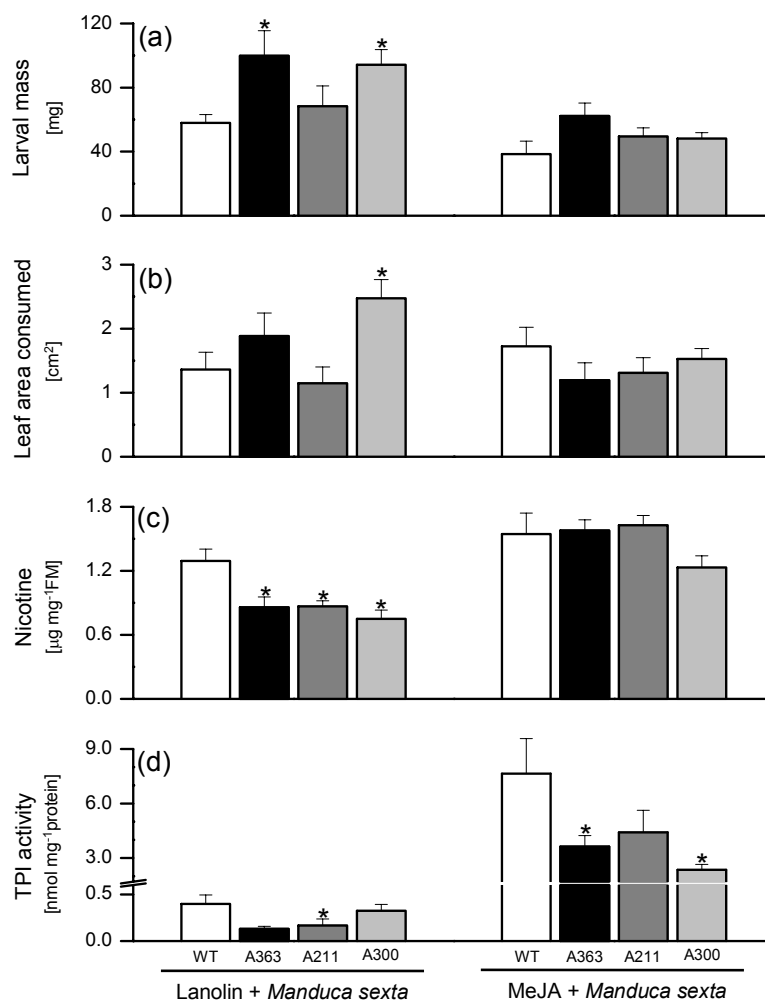 (a)
Larval mass
[mg]
120
80
40
0
*
*
(b)
Leaf area consumed
[cm²]
3
2
1
0
*
(c)
Nicotine
[µg mg⁻¹FM]
1.8
1.2
0.6
0.0
*
*
*
(d)
TPI activity
[nmol mg⁻¹protein]
9.0
6.0
3.0
0.5
0.0
*
*
*
WT A363 A211 A300 WT A363 A211 A300
Lanolin + Manduca sexta MeJA + Manduca sexta